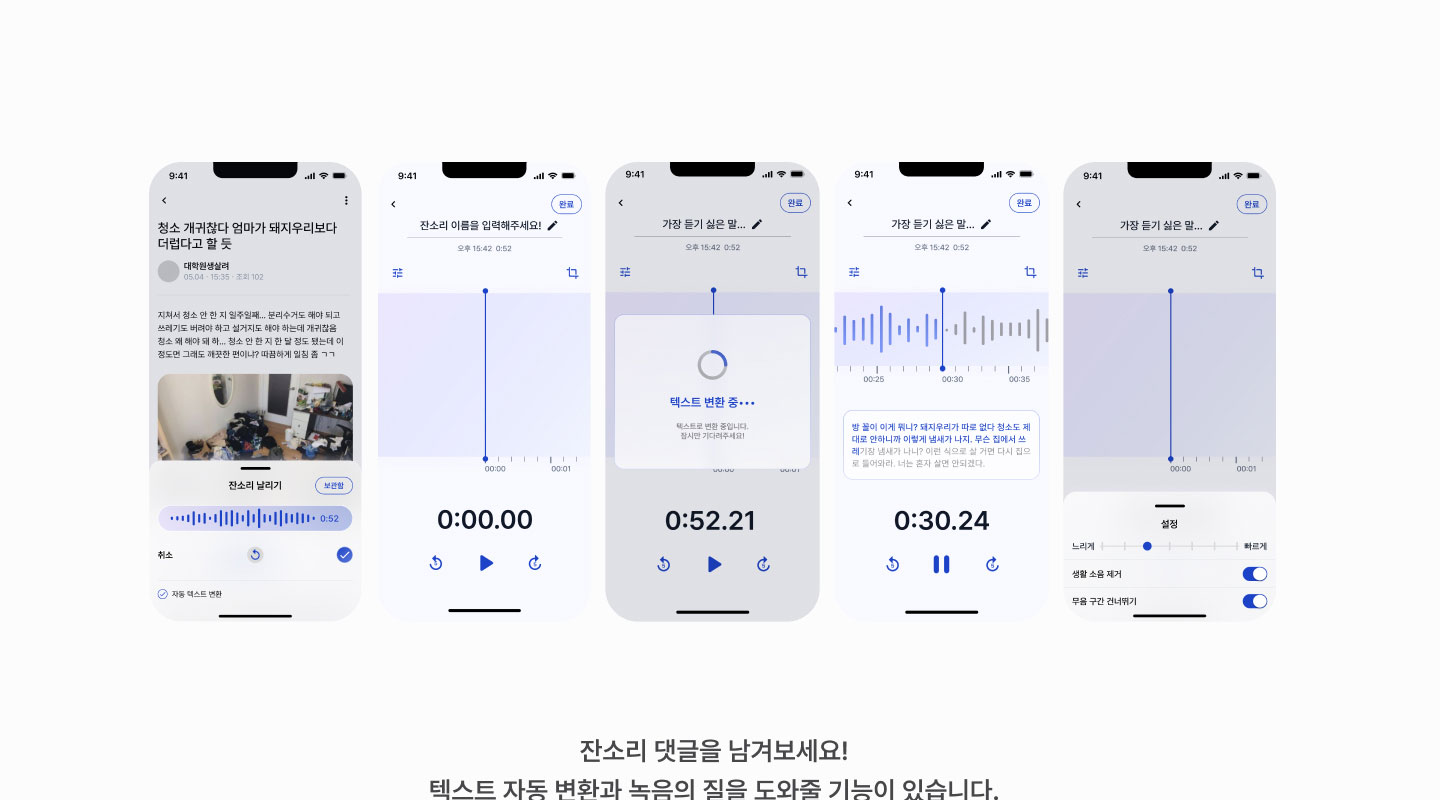 9:41
청소 개귀찮다 엄마가 돼지우리보다
더럽다고 할 듯
대학원생살려
05.04 · 15:35 · 조회 102
지쳐서 청소 안 한 지 일주일째... 분리수거도 해야 되고
쓰레기도 버려야 하고 설거지도 해야 하는데 개귀찮음
청소 왜 해야 돼 하... 청소 안 한 지 한 달 정도 됐는데 이
정도면 그래도 깨끗한 편이냐? 따끔하게 일침 좀 ㄱㄱ
잔소리 날리기
보관함
0:52
취소
자동 텍스트 변환
9:41
완료
잔소리 이름을 입력해주세요!
오후 15:42 0:52
00:00
00:01
0:00.00
5
5
9:41
완료
가장 듣기 싫은 말...
오후 15:42 0:52
텍스트 변환 중•••
텍스트로 변환 중입니다.
잠시만 기다려주세요!
00:00
00:01
0:52.21
5
5
9:41
완료
가장 듣기 싫은 말...
오후 15:42 0:52
00:25
00:30
00:35
방 꼴이 이게 뭐니? 돼지우리가 따로 없다 청소도 제
대로 안하니까 이렇게 냄새가 나지. 무슨 집에서 쓰
레기장 냄새가 나니? 이런 식으로 살 거면 다시 집으
로 들어와라. 너는 혼자 살면 안되겠다.
0:30.24
5
5
9:41
완료
가장 듣기 싫은 말...
오후 15:42 0:52
00:00
00:01
설정
느리게
빠르게
생활 소음 제거
무음 구간 건너뛰기
잔소리 댓글을 남겨보세요!
텍스트 자동 변환과 녹음의 질을 도와줄 기능이 있습니다.